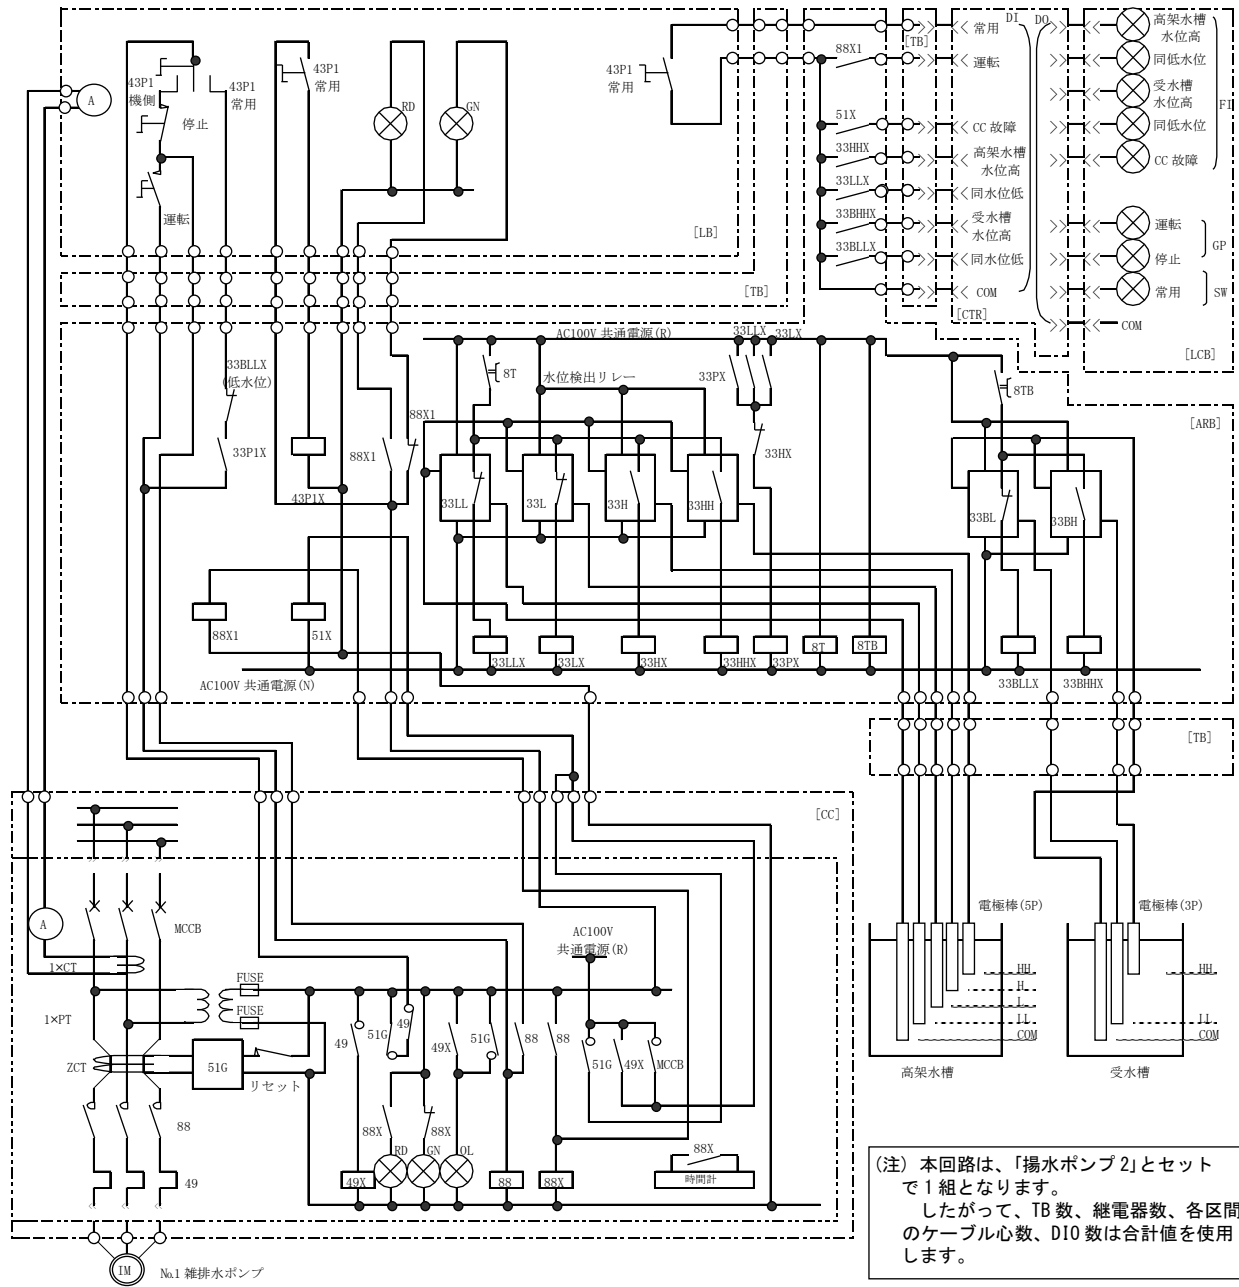 43P1
機側
43P1
常用
停止
運転
A
43P1
常用
RD
GN
43P1
常用
[LB]
[TB]
88X1
51X
33HHX
33LLX
33BHHX
33BLLX
[TB]
常用
DI
DO
運転
CC 故障
高架水槽
水位高
同水位低
受水槽
水位高
同水位低
COM
[CTR]
高架水槽
水位高
同低水位
受水槽
水位高
同低水位
CC 故障
FI
運転
GP
停止
常用
SW
COM
[LCB]
33BLLX
(低水位)
33P1X
43P1X
88X1
88X1
AC100V 共通電源(R)
8T
水位検出リレー
33LLX
33LX
33PX
33HX
8TB
[ARB]
33LL
33L
33H
33HH
33BL
33BH
88X1
51X
33LLX
33LX
33HX
33HHX
33PX
8T
8TB
33BLLX
33BHHX
AC100V 共通電源(N)
[TB]
[CC]
A
MCCB
1×CT
1×PT
ZCT
FUSE
FUSE
51G
リセット
88
49
IM
№1 雑排水ポンプ
AC100V
共通電源(R)
49
51G
49
49X
51G
88
88
51G
49X
MCCB
88X
88X
RD
GN
OL
49X
88
88X
88X
時間計
電極棒(5P)
HH
H
L
LL
COM
高架水槽
電極棒(3P)
HH
LL
COM
受水槽
(注) 本回路は、「揚水ポンプ 2」とセット
で 1 組となります。
したがって、TB 数、継電器数、各区間
のケーブル心数、DIO 数は合計値を使用
します。